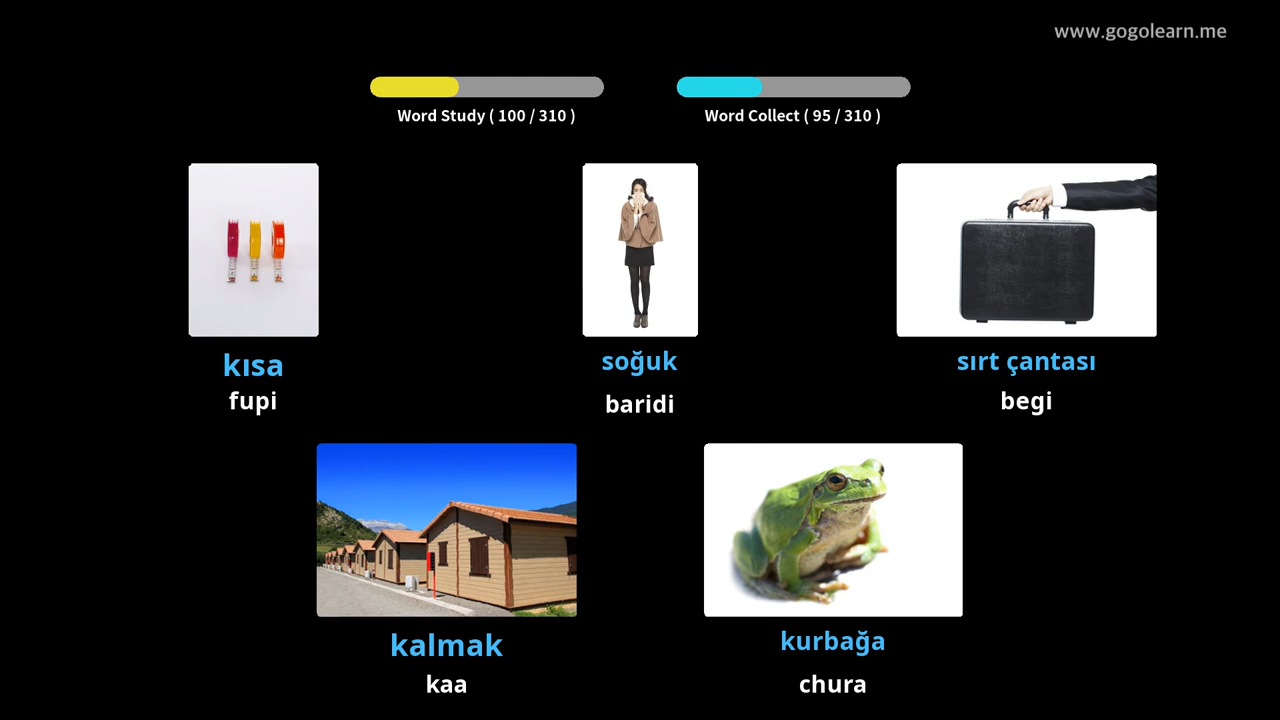 www.gogolearn.me
Word Study ( 100 / 310 )
Word Collect ( 95 / 310 )
kısa
fupi
soğuk
baridi
sırt çantası
begi
kalmak
kaa
kurbağa
chura